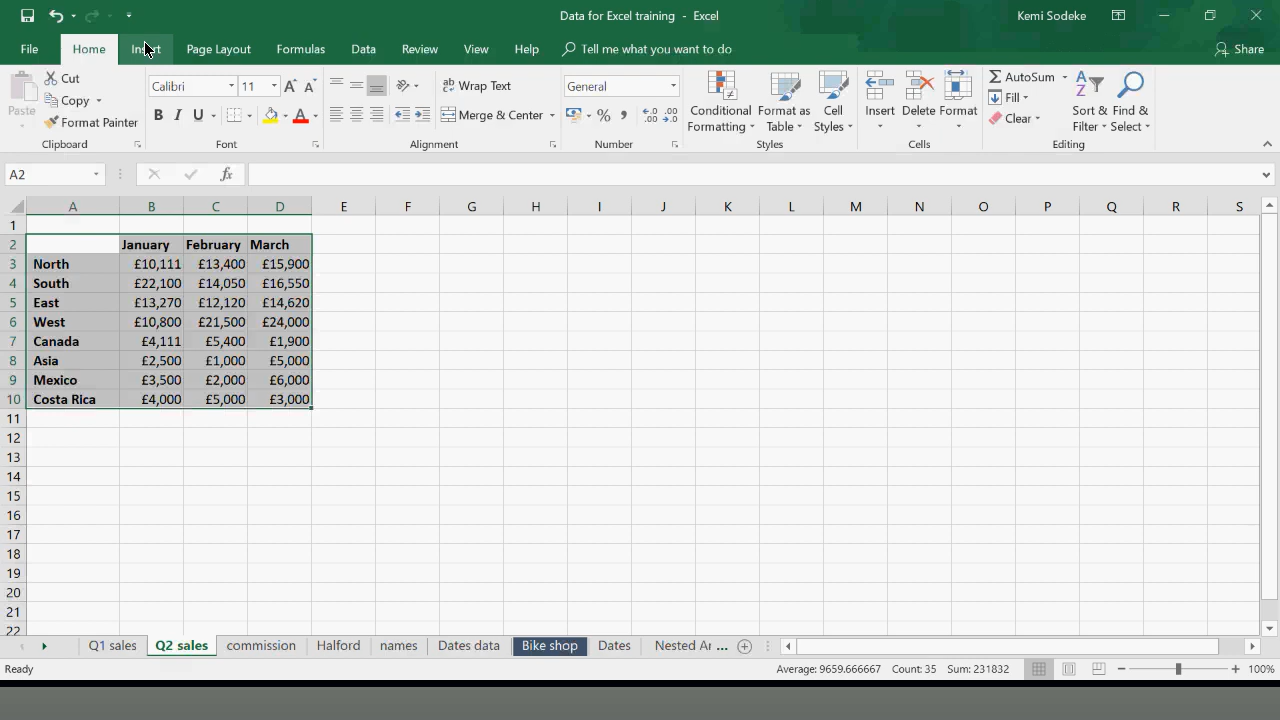 Data for Excel training - Excel
Kemi Sodeke
File Home Insert Page Layout Formulas Data Review View Help Tell me what you want to do Share
Paste
Cut
Copy
Format Painter
Clipboard
Calibri 11
B I U
Font
Wrap Text
Merge & Center
Alignment
General
%
Number
Conditional Formatting
Format as Table
Cell Styles
Styles
Insert Delete Format
Cells
AutoSum
Fill
Clear
Sort & Filter
Find & Select
Editing
A2 fx
A B C D E F G H I J K L M N O P Q R S
1
2 January February March
3 North £10,111 £13,400 £15,900
4 South £22,100 £14,050 £16,550
5 East £13,270 £12,120 £14,620
6 West £10,800 £21,500 £24,000
7 Canada £4,111 £5,400 £1,900
8 Asia £2,500 £1,000 £5,000
9 Mexico £3,500 £2,000 £6,000
10 Costa Rica £4,000 £5,000 £3,000
11
12
13
14
15
16
17
18
19
20
21
22
Q1 sales Q2 sales commission Halford names Dates data Bike shop Dates Nested Ar ...
Ready Average: 9659.666667 Count: 35 Sum: 231832 100%